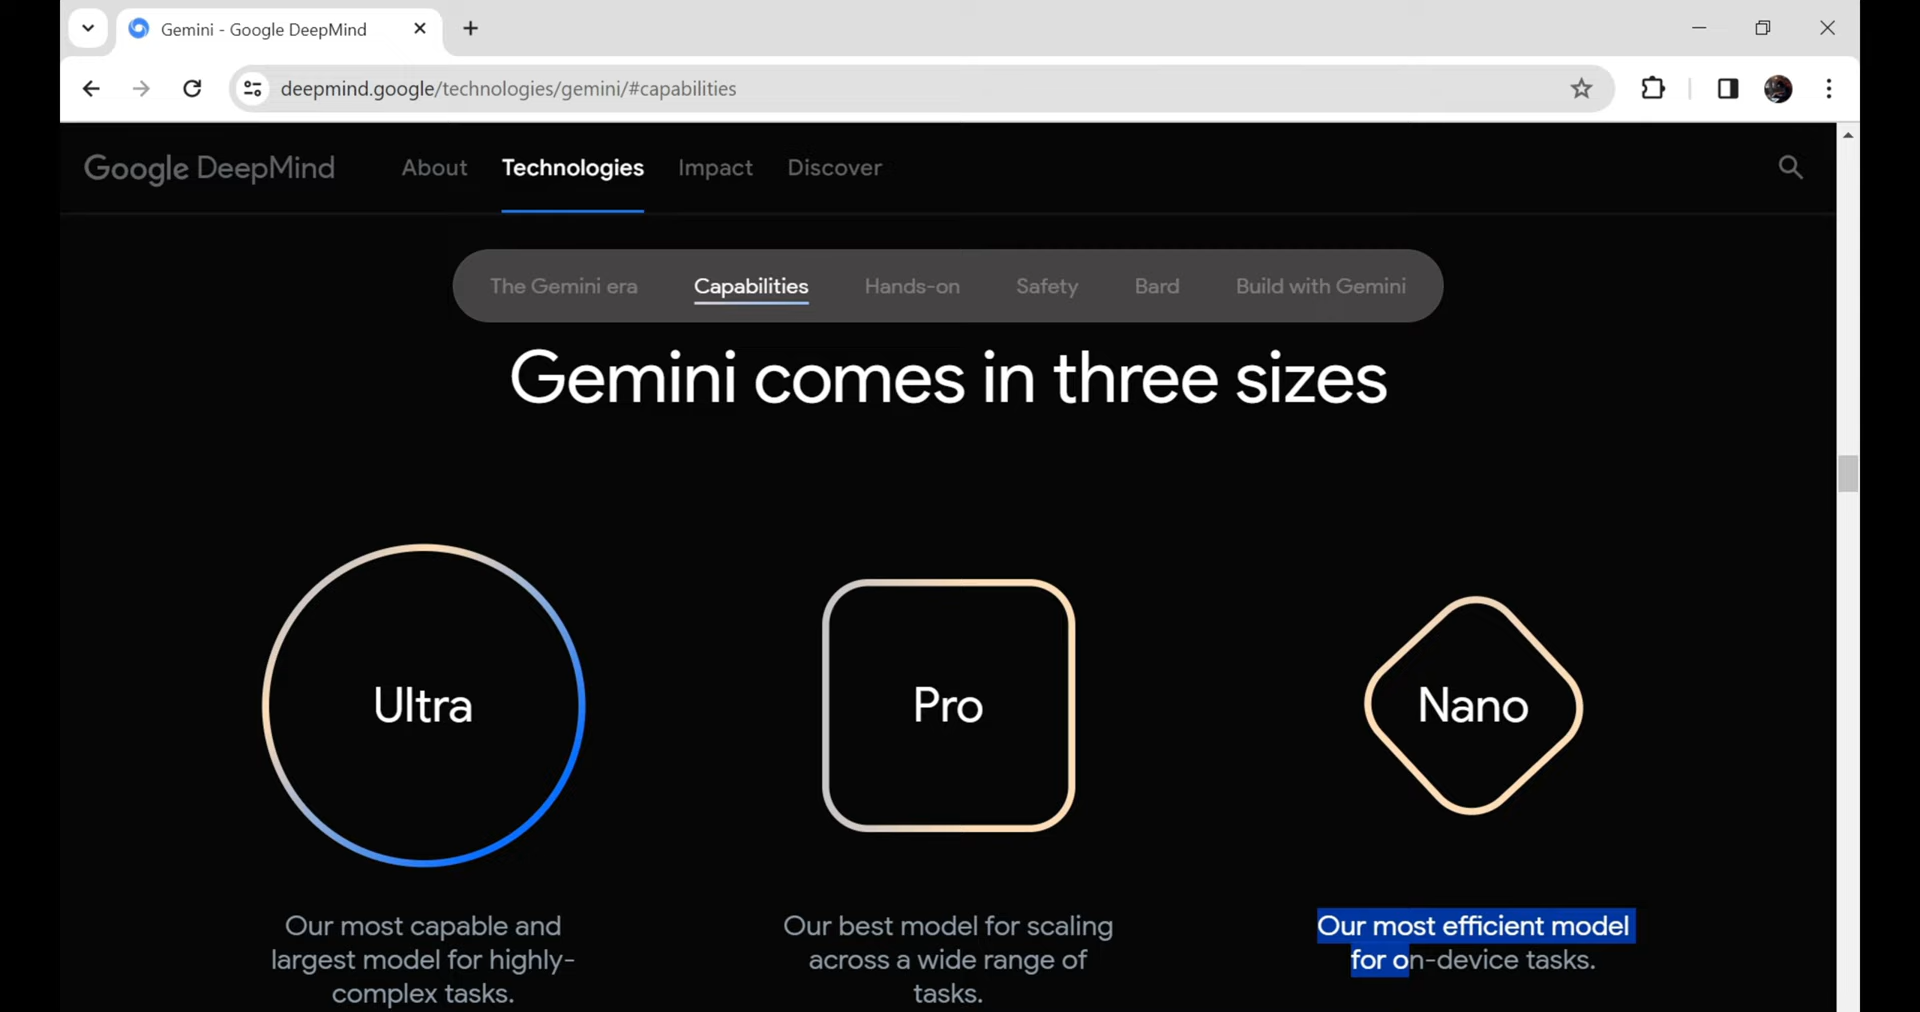 Gemini - Google DeepMind
deepmind.google/technologies/gemini/#capabilities
Google DeepMind About Technologies Impact Discover
The Gemini era Capabilities Hands-on Safety Bard Build with Gemini
Gemini comes in three sizes
Ultra
Our most capable and
largest model for highly-
complex tasks.
Pro
Our best model for scaling
across a wide range of
tasks.
Nano
Our most efficient model
for on-device tasks.